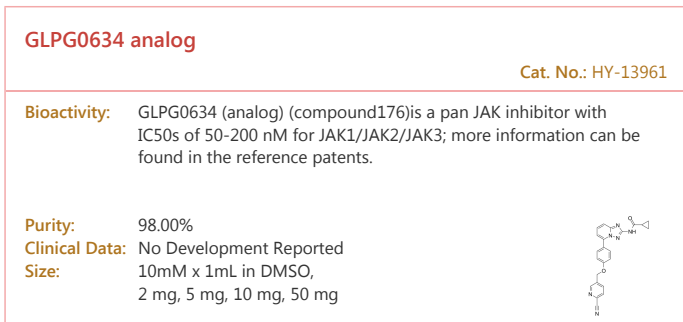 GLPG0634 analog
Cat. No.: HY-13961
Bioactivity: GLPG0634 (analog) (compound176)is a pan JAK inhibitor with
IC50s of 50-200 nM for JAK1/JAK2/JAK3; more information can be
found in the reference patents.
Purity: 98.00%
Clinical Data: No Development Reported
Size: 10mM x 1mL in DMSO,
2 mg, 5 mg, 10 mg, 50 mg
O
N
NH
N
N
O
N
N